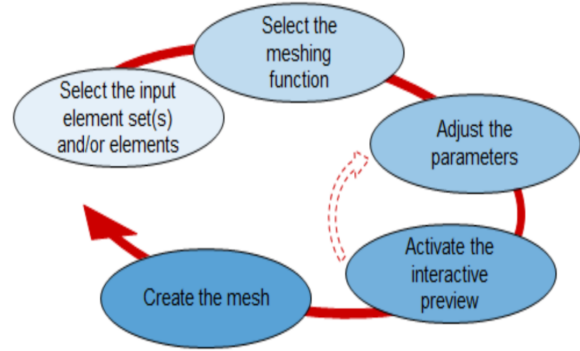 Select the
meshing
function
Select the input
element set(s)
and/or elements
Adjust the
parameters
Activate the
interactive
preview
Create the mesh